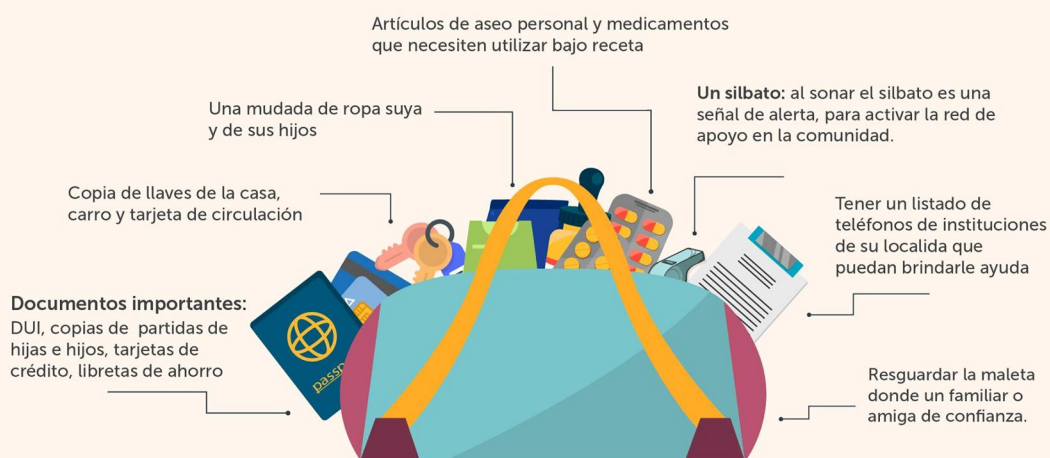 Artículos de aseo personal y medicamentos
que necesiten utilizar bajo receta
Una mudada de ropa suya
y de sus hijos
Un silbato: al sonar el silbato es una
señal de alerta, para activar la red de
apoyo en la comunidad.
Copia de llaves de la casa,
carro y tarjeta de circulación
Tener un listado de
teléfonos de instituciones
de su localida que
puedan brindarle ayuda
Documentos importantes:
DUI, copias de partidas de
hijas e hijos, tarjetas de
crédito, libretas de ahorro
passp
Resguardar la maleta
donde un familiar o
amiga de confianza.